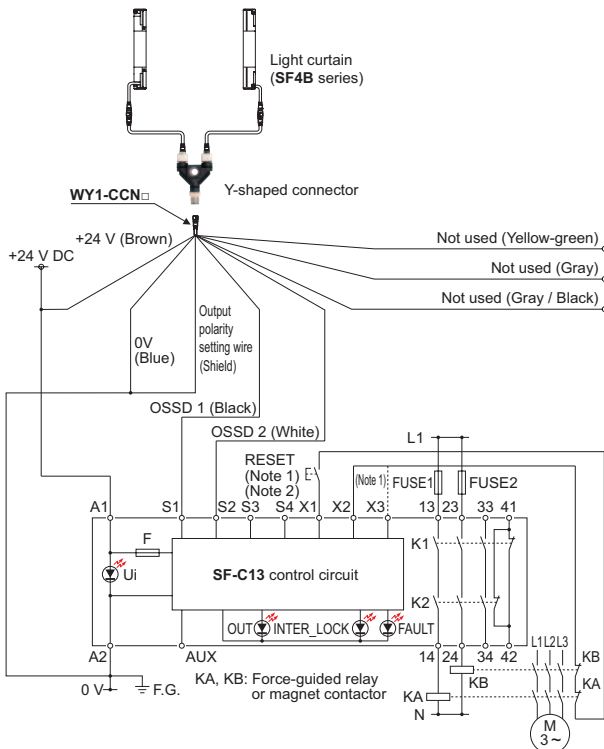 Light curtain
(SF4B series)
Y-shaped connector
WY1-CCN□
+24 V (Brown)
+24 V DC
Not used (Yellow-green)
Not used (Gray)
Not used (Gray / Black)
0V
(Blue)
Output
polarity
setting wire
(Shield)
OSSD 1 (Black)
OSSD 2 (White)
L1
RESET
(Note 1)
(Note 2)
(Note 1)
FUSE1
FUSE2
A1
S1
S2
S3
S4
X1
X2
X3
13
23
33
41
F
K1
Ui
SF-C13 control circuit
K2
OUT
INTER_LOCK
FAULT
A2
AUX
14
24
34
42
L1
L2
L3
KB
KA
KB
KA
0 V
F.G.
KA, KB: Force-guided relay
or magnet contactor
N
M
3~